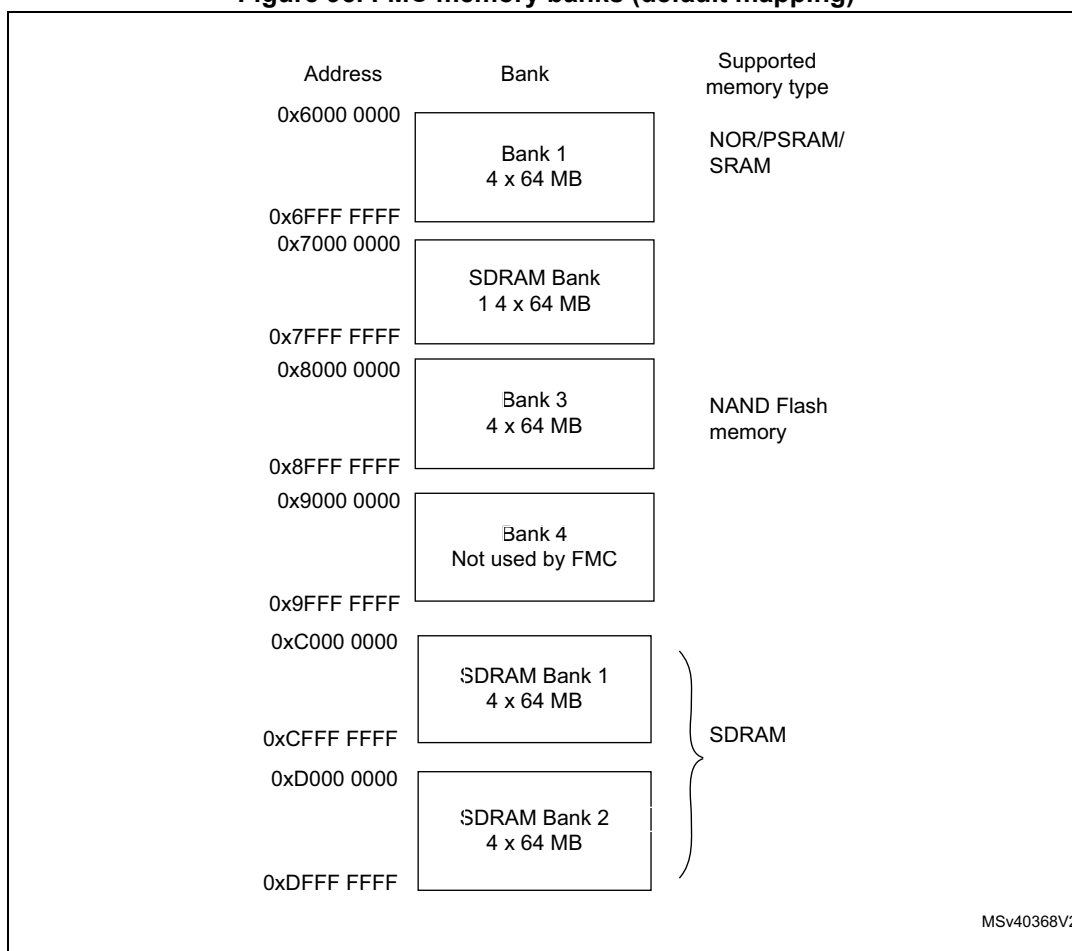 Figure 98. FMC memory banks (default mapping)
Address Bank Supported memory type
0x6000 0000
Bank 1
4 x 64 MB
NOR/PSRAM/
SRAM
0x6FFF FFFF
0x7000 0000
SDRAM Bank
1 4 x 64 MB
0x7FFF FFFF
0x8000 0000
Bank 3
4 x 64 MB
NAND Flash
memory
0x8FFF FFFF
0x9000 0000
Bank 4
Not used by FMC
0x9FFF FFFF
0xC000 0000
SDRAM Bank 1
4 x 64 MB
0xCFFF FFFF
SDRAM
0xD000 0000
SDRAM Bank 2
4 x 64 MB
0xDFFF FFFF
MSv40368V2